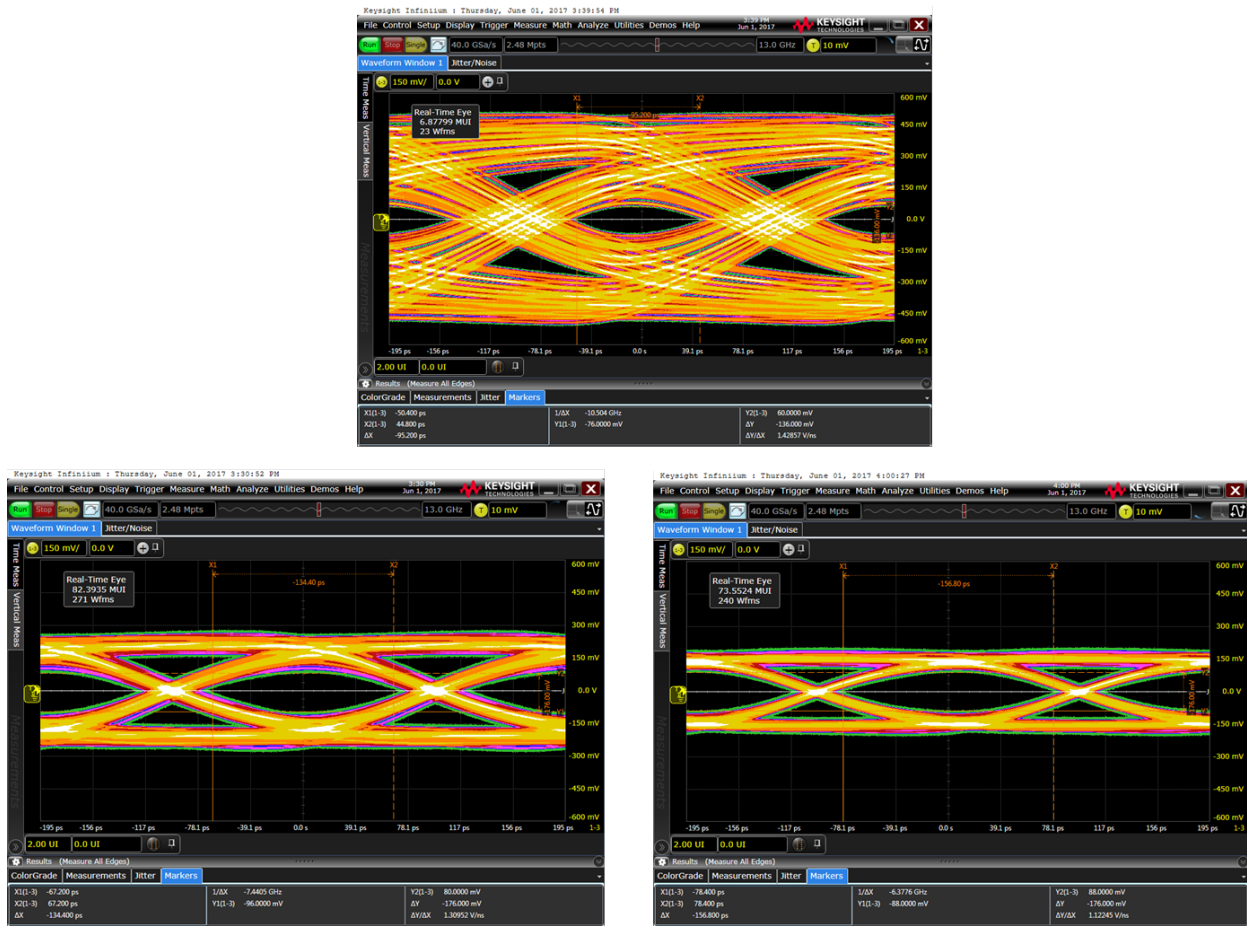 Keysight Infiniium : Thursday, June 01, 2017 3:39:54 PM
File Control Setup Display Trigger Measure Math Analyze Utilities Demos Help
3:39 PM
Jun 1, 2017
KEYSIGHT
TECHNOLOGIES
Run Stop Single 40.0 GSa/s 2.48 Mpts 13.0 GHz T 10 mV
Waveform Window 1 Jitter/Noise
Time Meas
Vertical Meas
Measurements
150 mV/ 0.0 V
X1 X2
-95.200 ps
Real-Time Eye
6.87799 MUI
23 Wfms
600 mV
450 mV
300 mV
150 mV
0.0 V
-150 mV
-300 mV
-450 mV
-600 mV
-136.00 mV
-195 ps -156 ps -117 ps -78.1 ps -39.1 ps 0.0 s 39.1 ps 78.1 ps 117 ps 156 ps 195 ps 1-3
2.00 UI 0.0 UI
Results (Measure All Edges)
ColorGrade Measurements Jitter Markers
X1(1-3) -50.400 ps 1/ΔX -10.504 GHz Y2(1-3) 60.0000 mV
X2(1-3) 44.800 ps Y1(1-3) -76.0000 mV ΔY -136.000 mV
ΔX -95.200 ps ΔY/ΔX 1.42857 V/ns
Keysight Infiniium : Thursday, June 01, 2017 3:30:52 PM
File Control Setup Display Trigger Measure Math Analyze Utilities Demos Help
3:30 PM
Jun 1, 2017
KEYSIGHT
TECHNOLOGIES
Run Stop Single 40.0 GSa/s 2.48 Mpts 13.0 GHz T 10 mV
Waveform Window 1 Jitter/Noise
Time Meas
Vertical Meas
Measurements
150 mV/ 0.0 V
X1 X2
-134.40 ps
Real-Time Eye
82.3935 MUI
271 Wfms
600 mV
450 mV
300 mV
150 mV
0.0 V
-150 mV
-300 mV
-450 mV
-600 mV
Y2
-176.00 mV
-195 ps -156 ps -117 ps -78.1 ps -39.1 ps 0.0 s 39.1 ps 78.1 ps 117 ps 156 ps 195 ps 1-3
2.00 UI 0.0 UI
Results (Measure All Edges)
ColorGrade Measurements Jitter Markers
X1(1-3) -67.200 ps 1/ΔX -7.4405 GHz Y2(1-3) 80.0000 mV
X2(1-3) 67.200 ps Y1(1-3) -96.0000 mV ΔY -176.000 mV
ΔX -134.400 ps ΔY/ΔX 1.30952 V/ns
Keysight Infiniium : Thursday, June 01, 2017 4:00:27 PM
File Control Setup Display Trigger Measure Math Analyze Utilities Demos Help
4:00 PM
Jun 1, 2017
KEYSIGHT
TECHNOLOGIES
Run Stop Single 40.0 GSa/s 2.48 Mpts 13.0 GHz T 10 mV
Waveform Window 1 Jitter/Noise
Time Meas
Vertical Meas
Measurements
150 mV/ 0.0 V
X1 X2
-156.80 ps
Real-Time Eye
73.5524 MUI
240 Wfms
600 mV
450 mV
300 mV
150 mV
0.0 V
-150 mV
-300 mV
-450 mV
-600 mV
Y2
-176.00 mV
-195 ps -156 ps -117 ps -78.1 ps -39.1 ps 0.0 s 39.1 ps 78.1 ps 117 ps 156 ps 195 ps 1-3
2.00 UI 0.0 UI
Results (Measure All Edges)
ColorGrade Measurements Jitter Markers
X1(1-3) -78.400 ps 1/ΔX -6.3776 GHz Y2(1-3) 88.0000 mV
X2(1-3) 78.400 ps Y1(1-3) -88.0000 mV ΔY -176.000 mV
ΔX -156.800 ps ΔY/ΔX 1.12245 V/ns